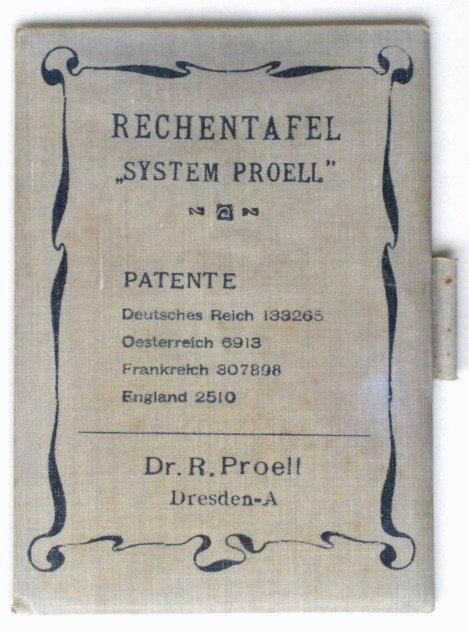 RECHENTAFEL
„SYSTEM PROELL”
PATENTE
Deutsches Reich 133265
Oesterreich 6913
Frankreich 307898
England 2510
Dr. R. Proell
Dresden-A